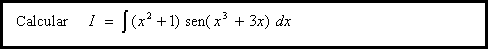 Calcular I = ∫ (x² + 1) sen( x³ + 3x) dx